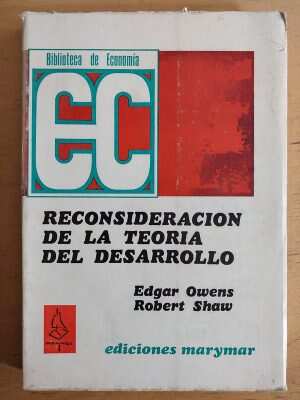 Biblioteca de Economía
EC
RECONSIDERACION
DE LA TEORIA
DEL DESARROLLO
Edgar Owens
Robert Shaw
ediciones marymar